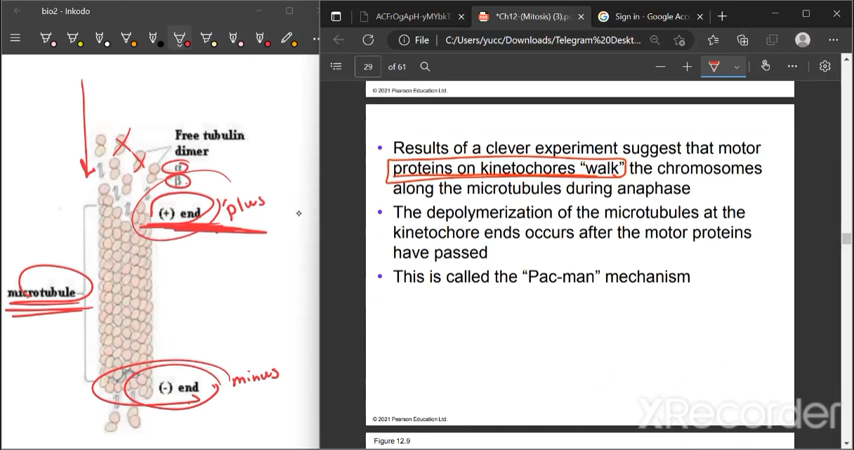 bio2 - Inkodo
ACFrOgApH-yMYbkT
*Ch12-(Mitosis) (3).p
Sign in - Google Acc
File
C:/Users/yucc/Downloads/Telegram%20Deskt...
29 of 61
© 2021 Pearson Education Ltd.
Free tubulin
dimer
α
β
(+) end
"plus
microtubule
(-) end
" minus
• Results of a clever experiment suggest that motor
proteins on kinetochores “walk” the chromosomes
along the microtubules during anaphase
• The depolymerization of the microtubules at the
kinetochore ends occurs after the motor proteins
have passed
• This is called the “Pac-man” mechanism
© 2021 Pearson Education Ltd.
Figure 12.9
XRecorder